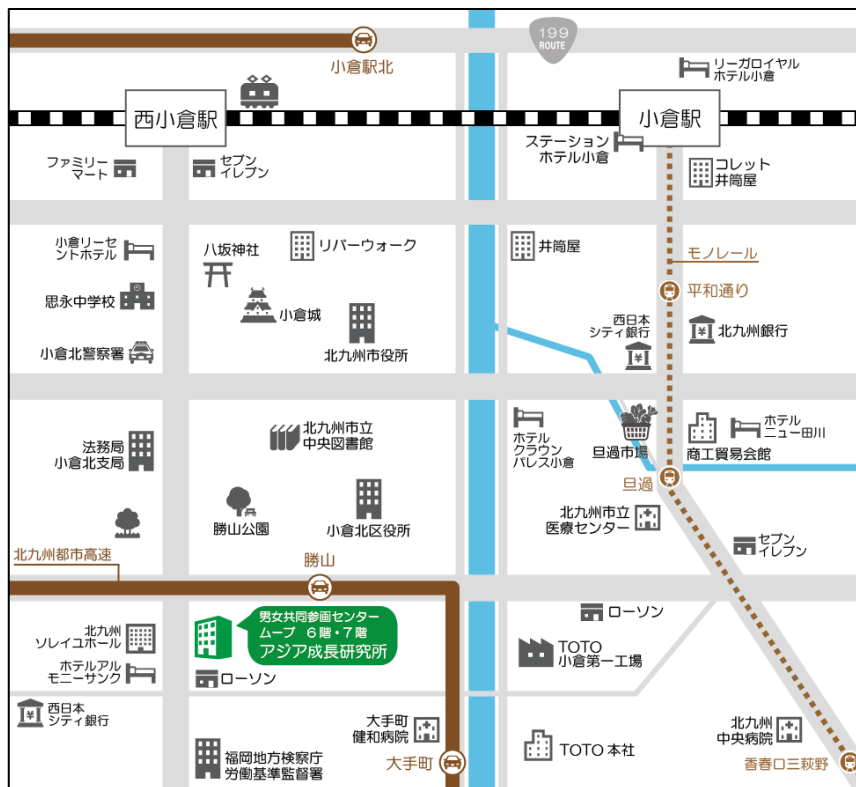 199
ROUTE
小倉駅北
リーガロイヤル
ホテル小倉
西小倉駅
小倉駅
ステーション
ホテル小倉
ファミリー
マート
セブン
イレブン
コレット
井筒屋
小倉リーセ
ントホテル
八坂神社
リバーウォーク
井筒屋
モノレール
思永中学校
小倉城
平和通り
西日本
シティ銀行
北九州銀行
小倉北警察署
北九州市役所
法務局
小倉北支局
北九州市立
中央図書館
ホテル
クラウン
パレス小倉
旦過市場
商工貿易会館
ホテル
ニュー田川
旦過
勝山公園
小倉北区役所
北九州市立
医療センター
セブン
イレブン
北九州都市高速
勝山
男女共同参画センター
ムーブ 6階・7階
アジア成長研究所
ローソン
北九州
ソレイユホール
TOTO
小倉第一工場
ホテルアル
モニーサンク
ローソン
西日本
シティ銀行
大手町
健和病院
北九州
中央病院
福岡地方検察庁
労働基準監督署
大手町
TOTO 本社
香春口三萩野